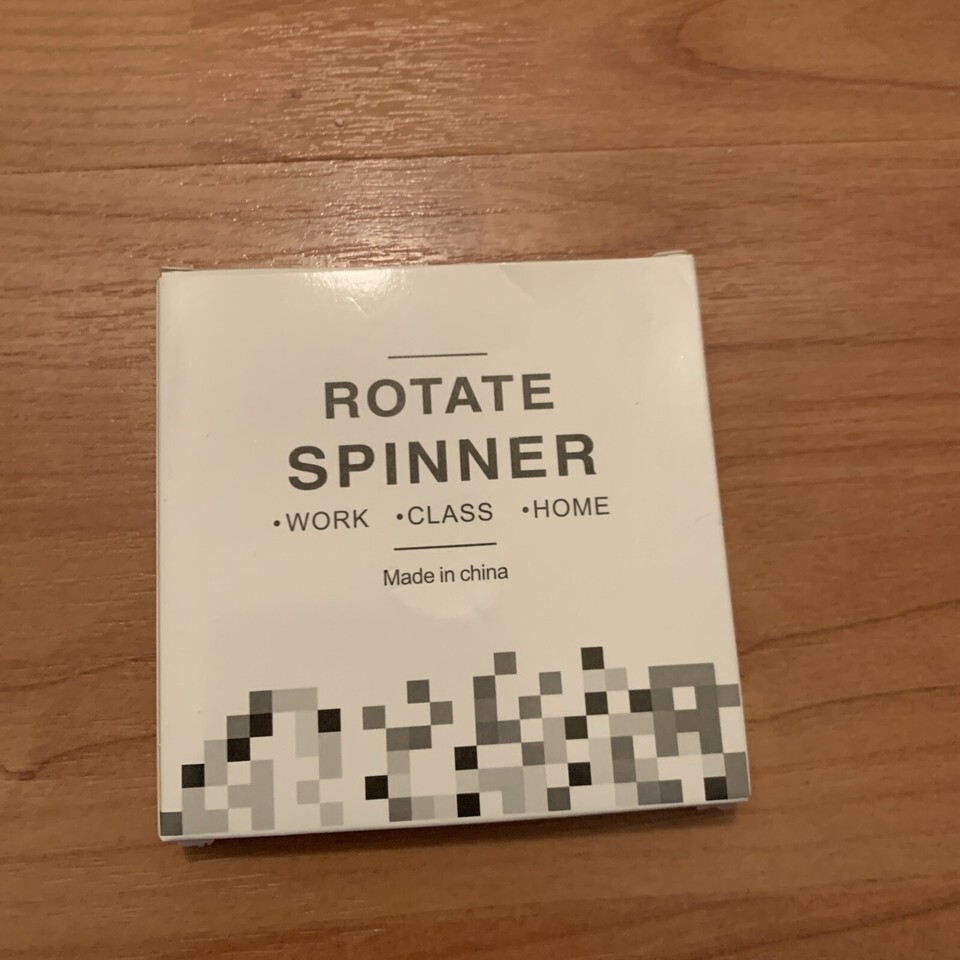 ROTATE
SPINNER
•WORK •CLASS •HOME
Made in china